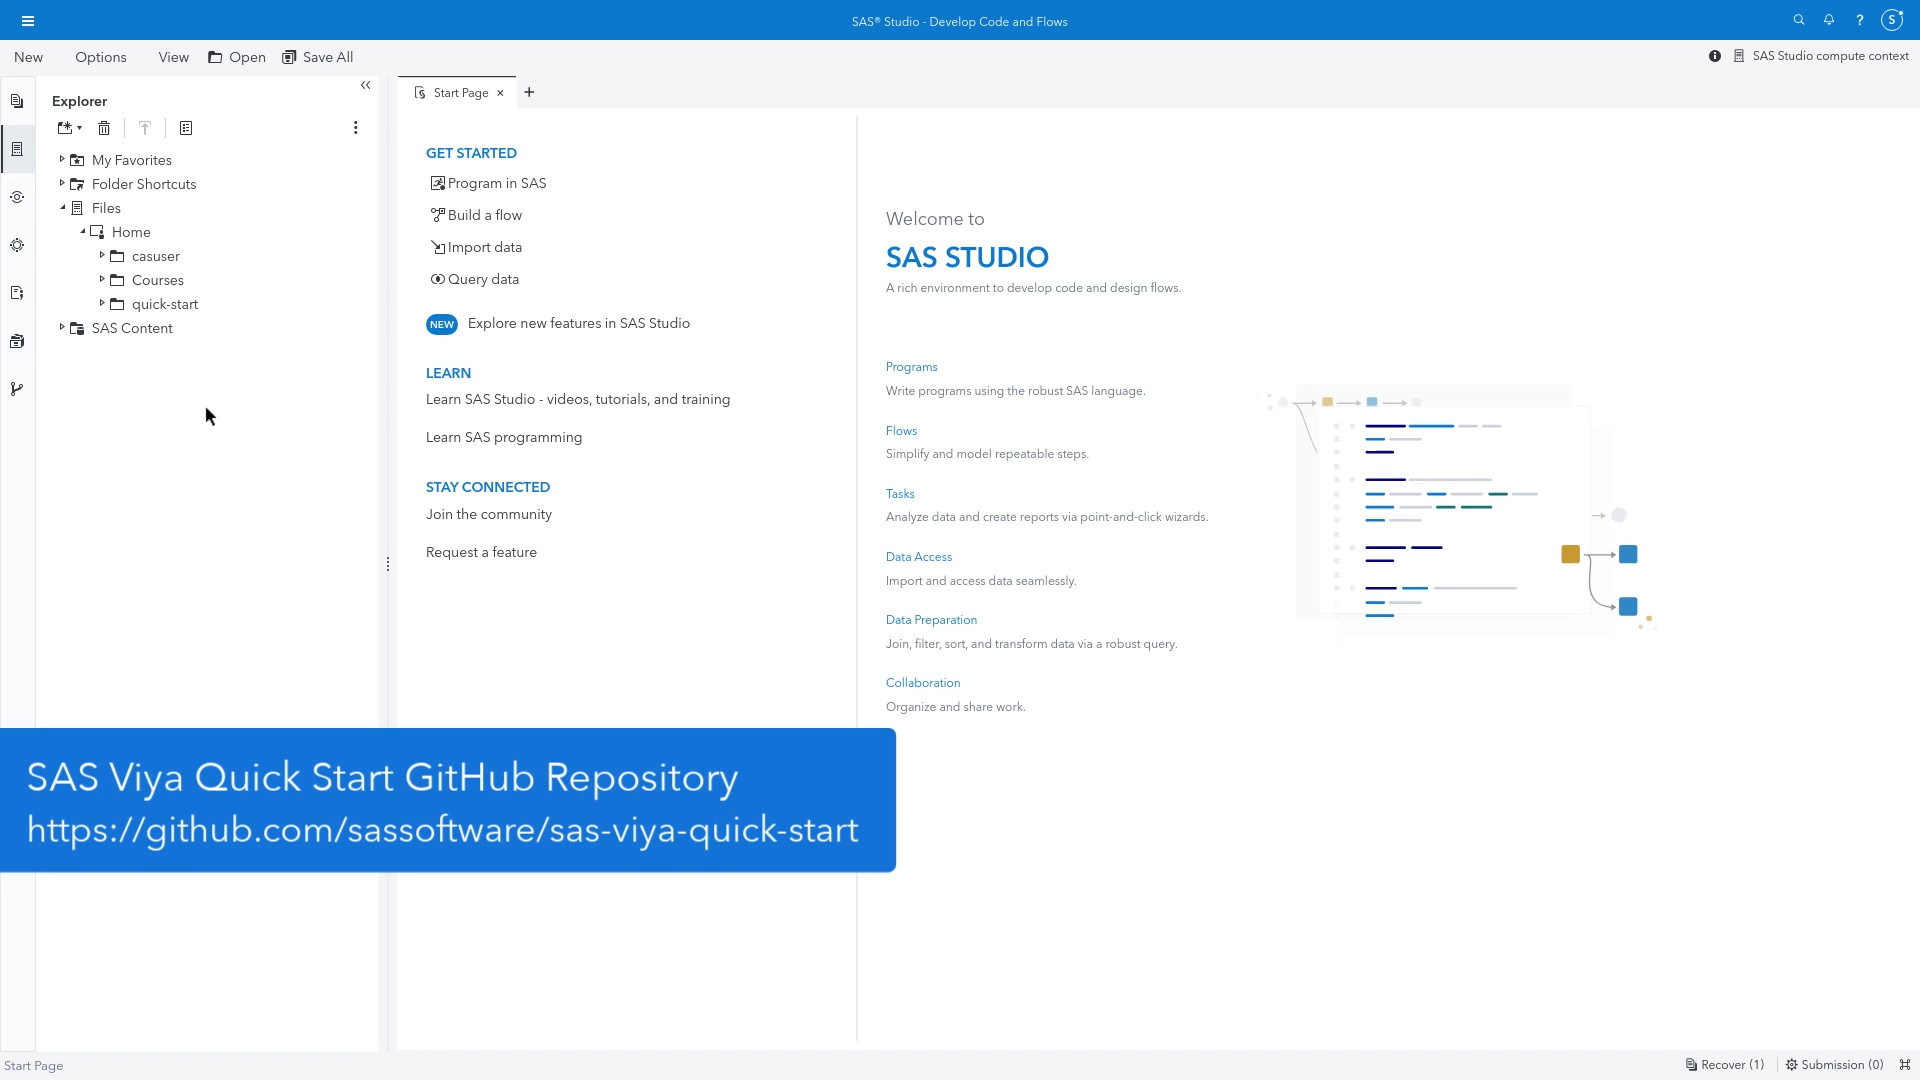 SAS® Studio - Develop Code and Flows
?
S
New
Options
View
Open
Save All
SAS Studio compute context
Explorer
My Favorites
Folder Shortcuts
Files
Home
casuser
Courses
quick-start
SAS Content
Start Page
GET STARTED
Program in SAS
Build a flow
Import data
Query data
NEW Explore new features in SAS Studio
LEARN
Learn SAS Studio - videos, tutorials, and training
Learn SAS programming
STAY CONNECTED
Join the community
Request a feature
Welcome to
SAS STUDIO
A rich environment to develop code and design flows.
Programs
Write programs using the robust SAS language.
Flows
Simplify and model repeatable steps.
Tasks
Analyze data and create reports via point-and-click wizards.
Data Access
Import and access data seamlessly.
Data Preparation
Join, filter, sort, and transform data via a robust query.
Collaboration
Organize and share work.
SAS Viya Quick Start GitHub Repository
https://github.com/sassoftware/sas-viya-quick-start
Start Page
Recover (1)
Submission (0)